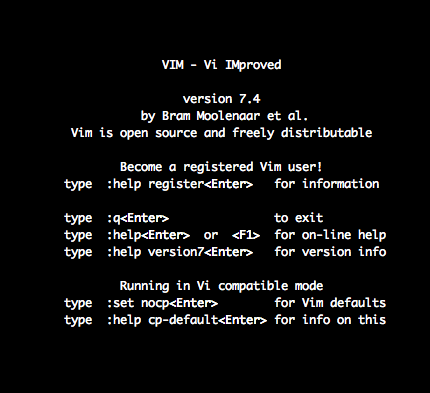 VIM - Vi IMproved
version 7.4
by Bram Moolenaar et al.
Vim is open source and freely distributable
Become a registered Vim user!
type  :help register<Enter>   for information
type  :q<Enter>               to exit
type  :help<Enter>  or  <F1>  for on-line help
type  :help version7<Enter>   for version info
Running in Vi compatible mode
type  :set nocp<Enter>        for Vim defaults
type  :help cp-default<Enter> for info on this